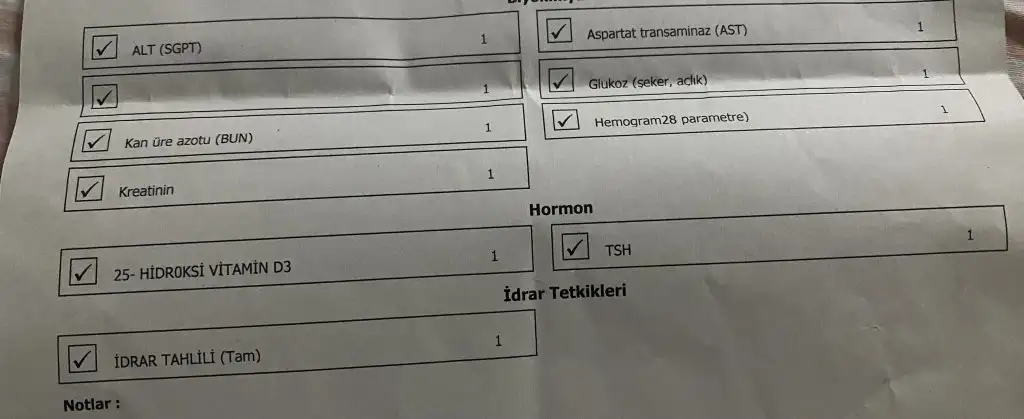 ALT (SGPT) 1 Aspartat transaminaz (AST) 1
1 Glukoz (şeker, açlık) 1
Kan üre azotu (BUN) 1 Hemogram28 parametre) 1
Kreatinin 1
Hormon
25- HİDROKSİ VİTAMİN D3 1 TSH 1
İdrar Tetkikleri
İDRAR TAHLİLİ (Tam) 1
Notlar :